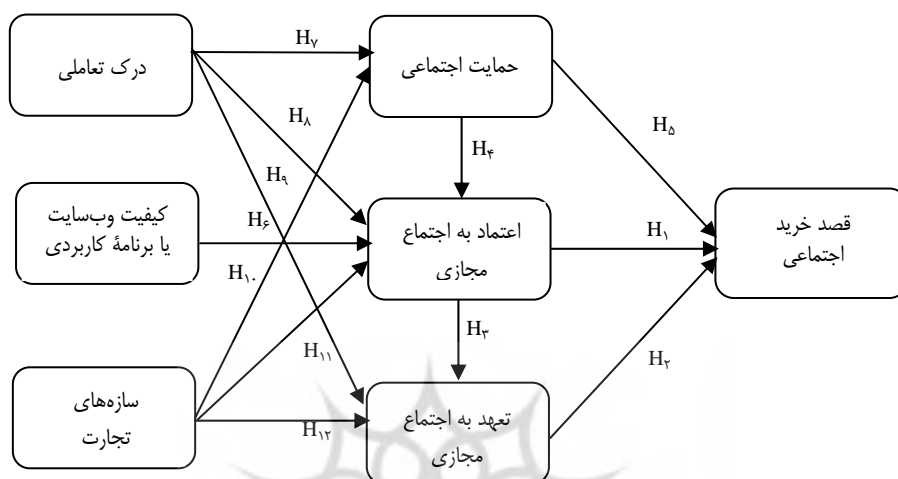 درک تعاملی
H۷
حمایت اجتماعی
H۸
H۵
H۹
H۴
کیفیت وب‌سایت
یا برنامۀ کاربردی
H۶
اعتماد به اجتماع
مجازی
H۱
قصد خرید
اجتماعی
H۱۰
H۳
H۱۱
H۲
سازه‌های
تجارت
H۱۲
تعهد به اجتماع
مجازی